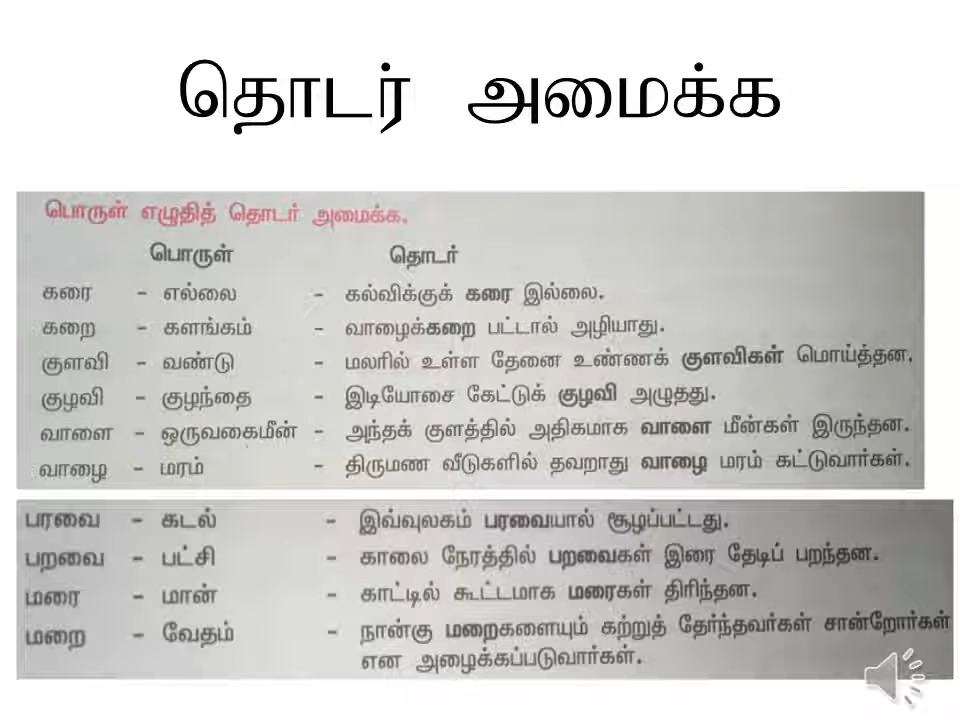 தொடர் அமைக்க
பொருள் எழுதித் தொடர் அமைக்க.
பொருள் தொடர்
கரை - எல்லை - கல்விக்குக் கரை இல்லை.
கறை - களங்கம் - வாழைக்கறை பட்டால் அழியாது.
குளவி - வண்டு - மலரில் உள்ள தேனை உண்ணக் குளவிகள் மொய்த்தன.
குழவி - குழந்தை - இடியோசை கேட்டுக் குழவி அழுதது.
வாளை - ஒருவகைமீன் - அந்தக் குளத்தில் அதிகமாக வாளை மீன்கள் இருந்தன.
வாழை - மரம் - திருமண வீடுகளில் தவறாது வாழை மரம் கட்டுவார்கள்.
பரவை - கடல் - இவ்வுலகம் பரவையால் சூழப்பட்டது.
பறவை - பட்சி - காலை நேரத்தில் பறவைகள் இரை தேடிப் பறந்தன.
மரை - மான் - காட்டில் கூட்டமாக மரைகள் திரிந்தன.
மறை - வேதம் - நான்கு மறைகளையும் கற்றுத் தேர்ந்தவர்கள் சான்றோர்கள்
என அழைக்கப்படுவார்கள்.